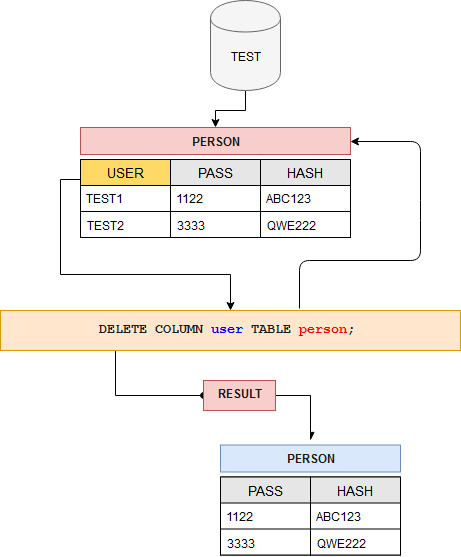 TEST
PERSON
USER PASS HASH
TEST1 1122 ABC123
TEST2 3333 QWE222
DELETE COLUMN user TABLE person;
RESULT
PERSON
PASS HASH
1122 ABC123
3333 QWE222